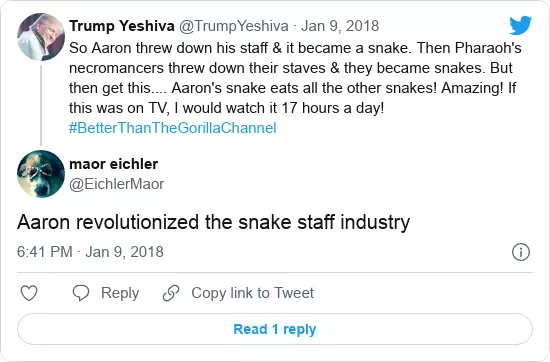 Trump Yeshiva @TrumpYeshiva · Jan 9, 2018
So Aaron threw down his staff & it became a snake. Then Pharaoh's
necromancers threw down their staves & they became snakes. But
then get this.... Aaron's snake eats all the other snakes! Amazing! If
this was on TV, I would watch it 17 hours a day!
#BetterThanTheGorillaChannel
maor eichler
@EichlerMaor
Aaron revolutionized the snake staff industry
6:41 PM · Jan 9, 2018
Reply
Copy link to Tweet
Read 1 reply